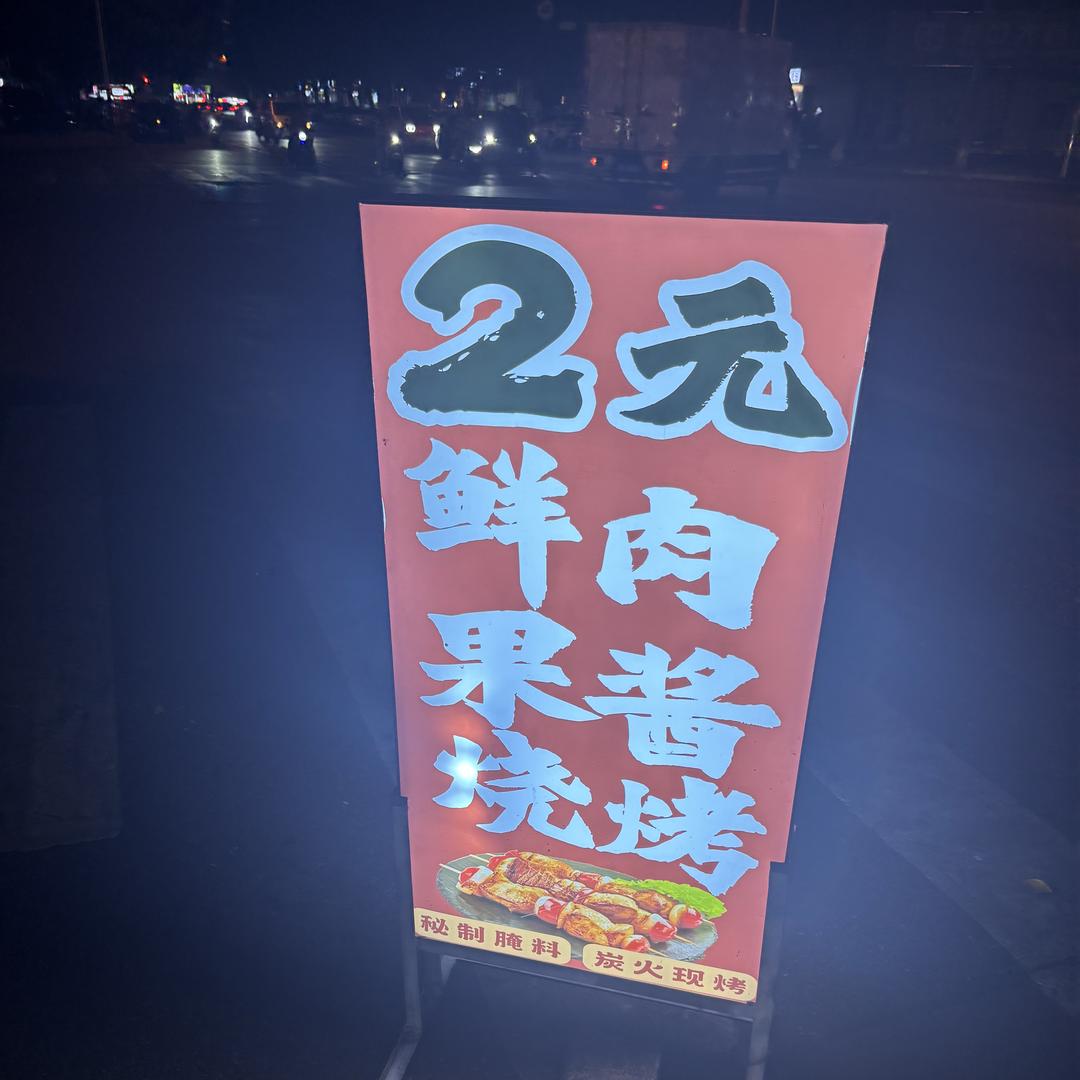 2元
鲜肉
果酱
烧烤
秘制腌料 炭火现烤